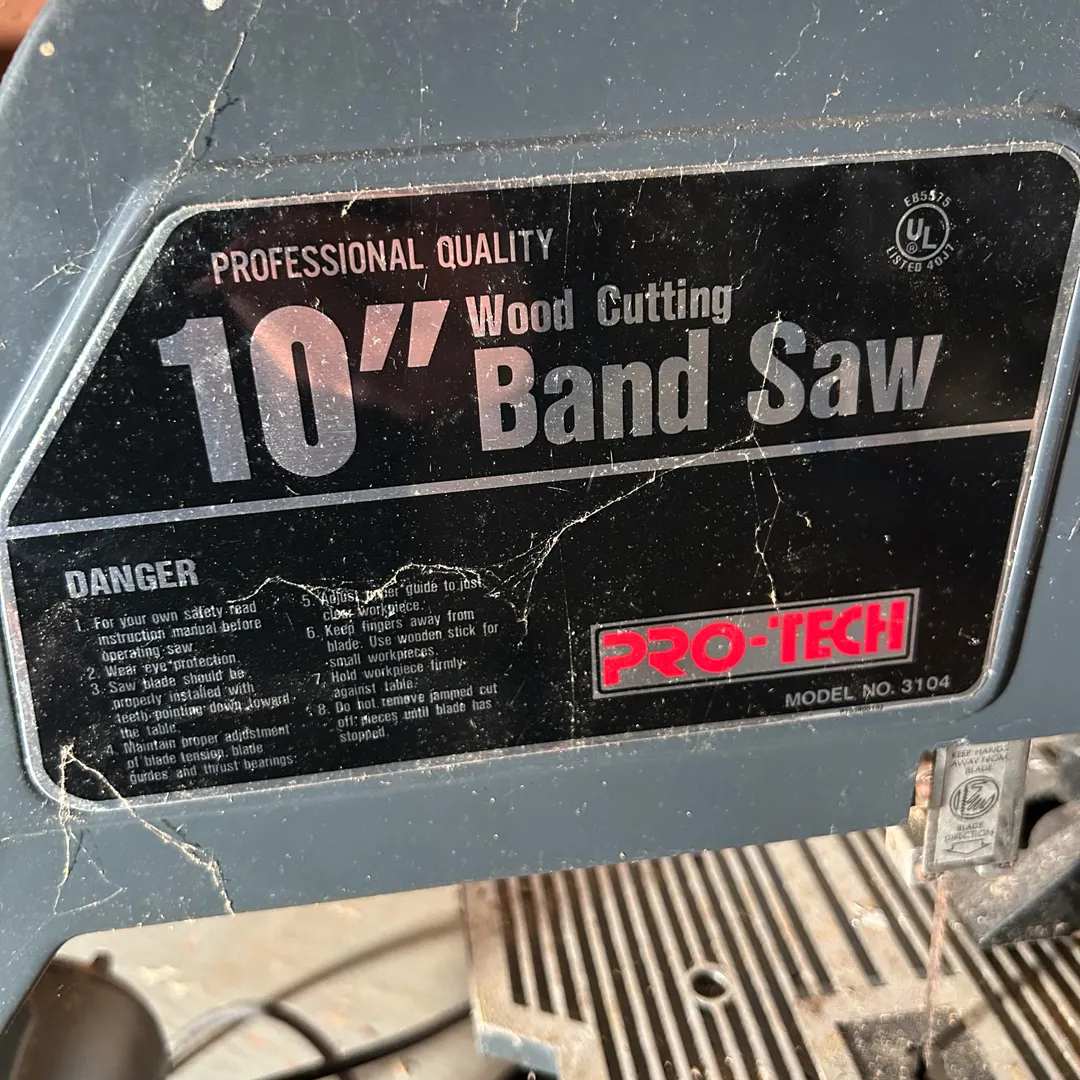 PROFESSIONAL QUALITY
10" Wood Cutting
Band Saw
E85575
UL
®
LISTED 40J7
DANGER
1. For your own safety read
instruction manual before
operating saw.
2. Wear eye protection.
3. Saw blade should be
properly installed with
teeth pointing down toward
the table.
4. Maintain proper adjustment
of blade tension, blade
guides and thrust bearings.
5. Adjust guide to just
clear workpiece.
6. Keep fingers away from
blade. Use wooden stick for
small workpieces.
7. Hold workpiece firmly
against table.
8. Do not remove jammed cut
off pieces until blade has
stopped.
PRO-TECH
MODEL NO. 3104
KEEP HANDS
AWAY FROM
BLADE
BLADE
DIRECTION